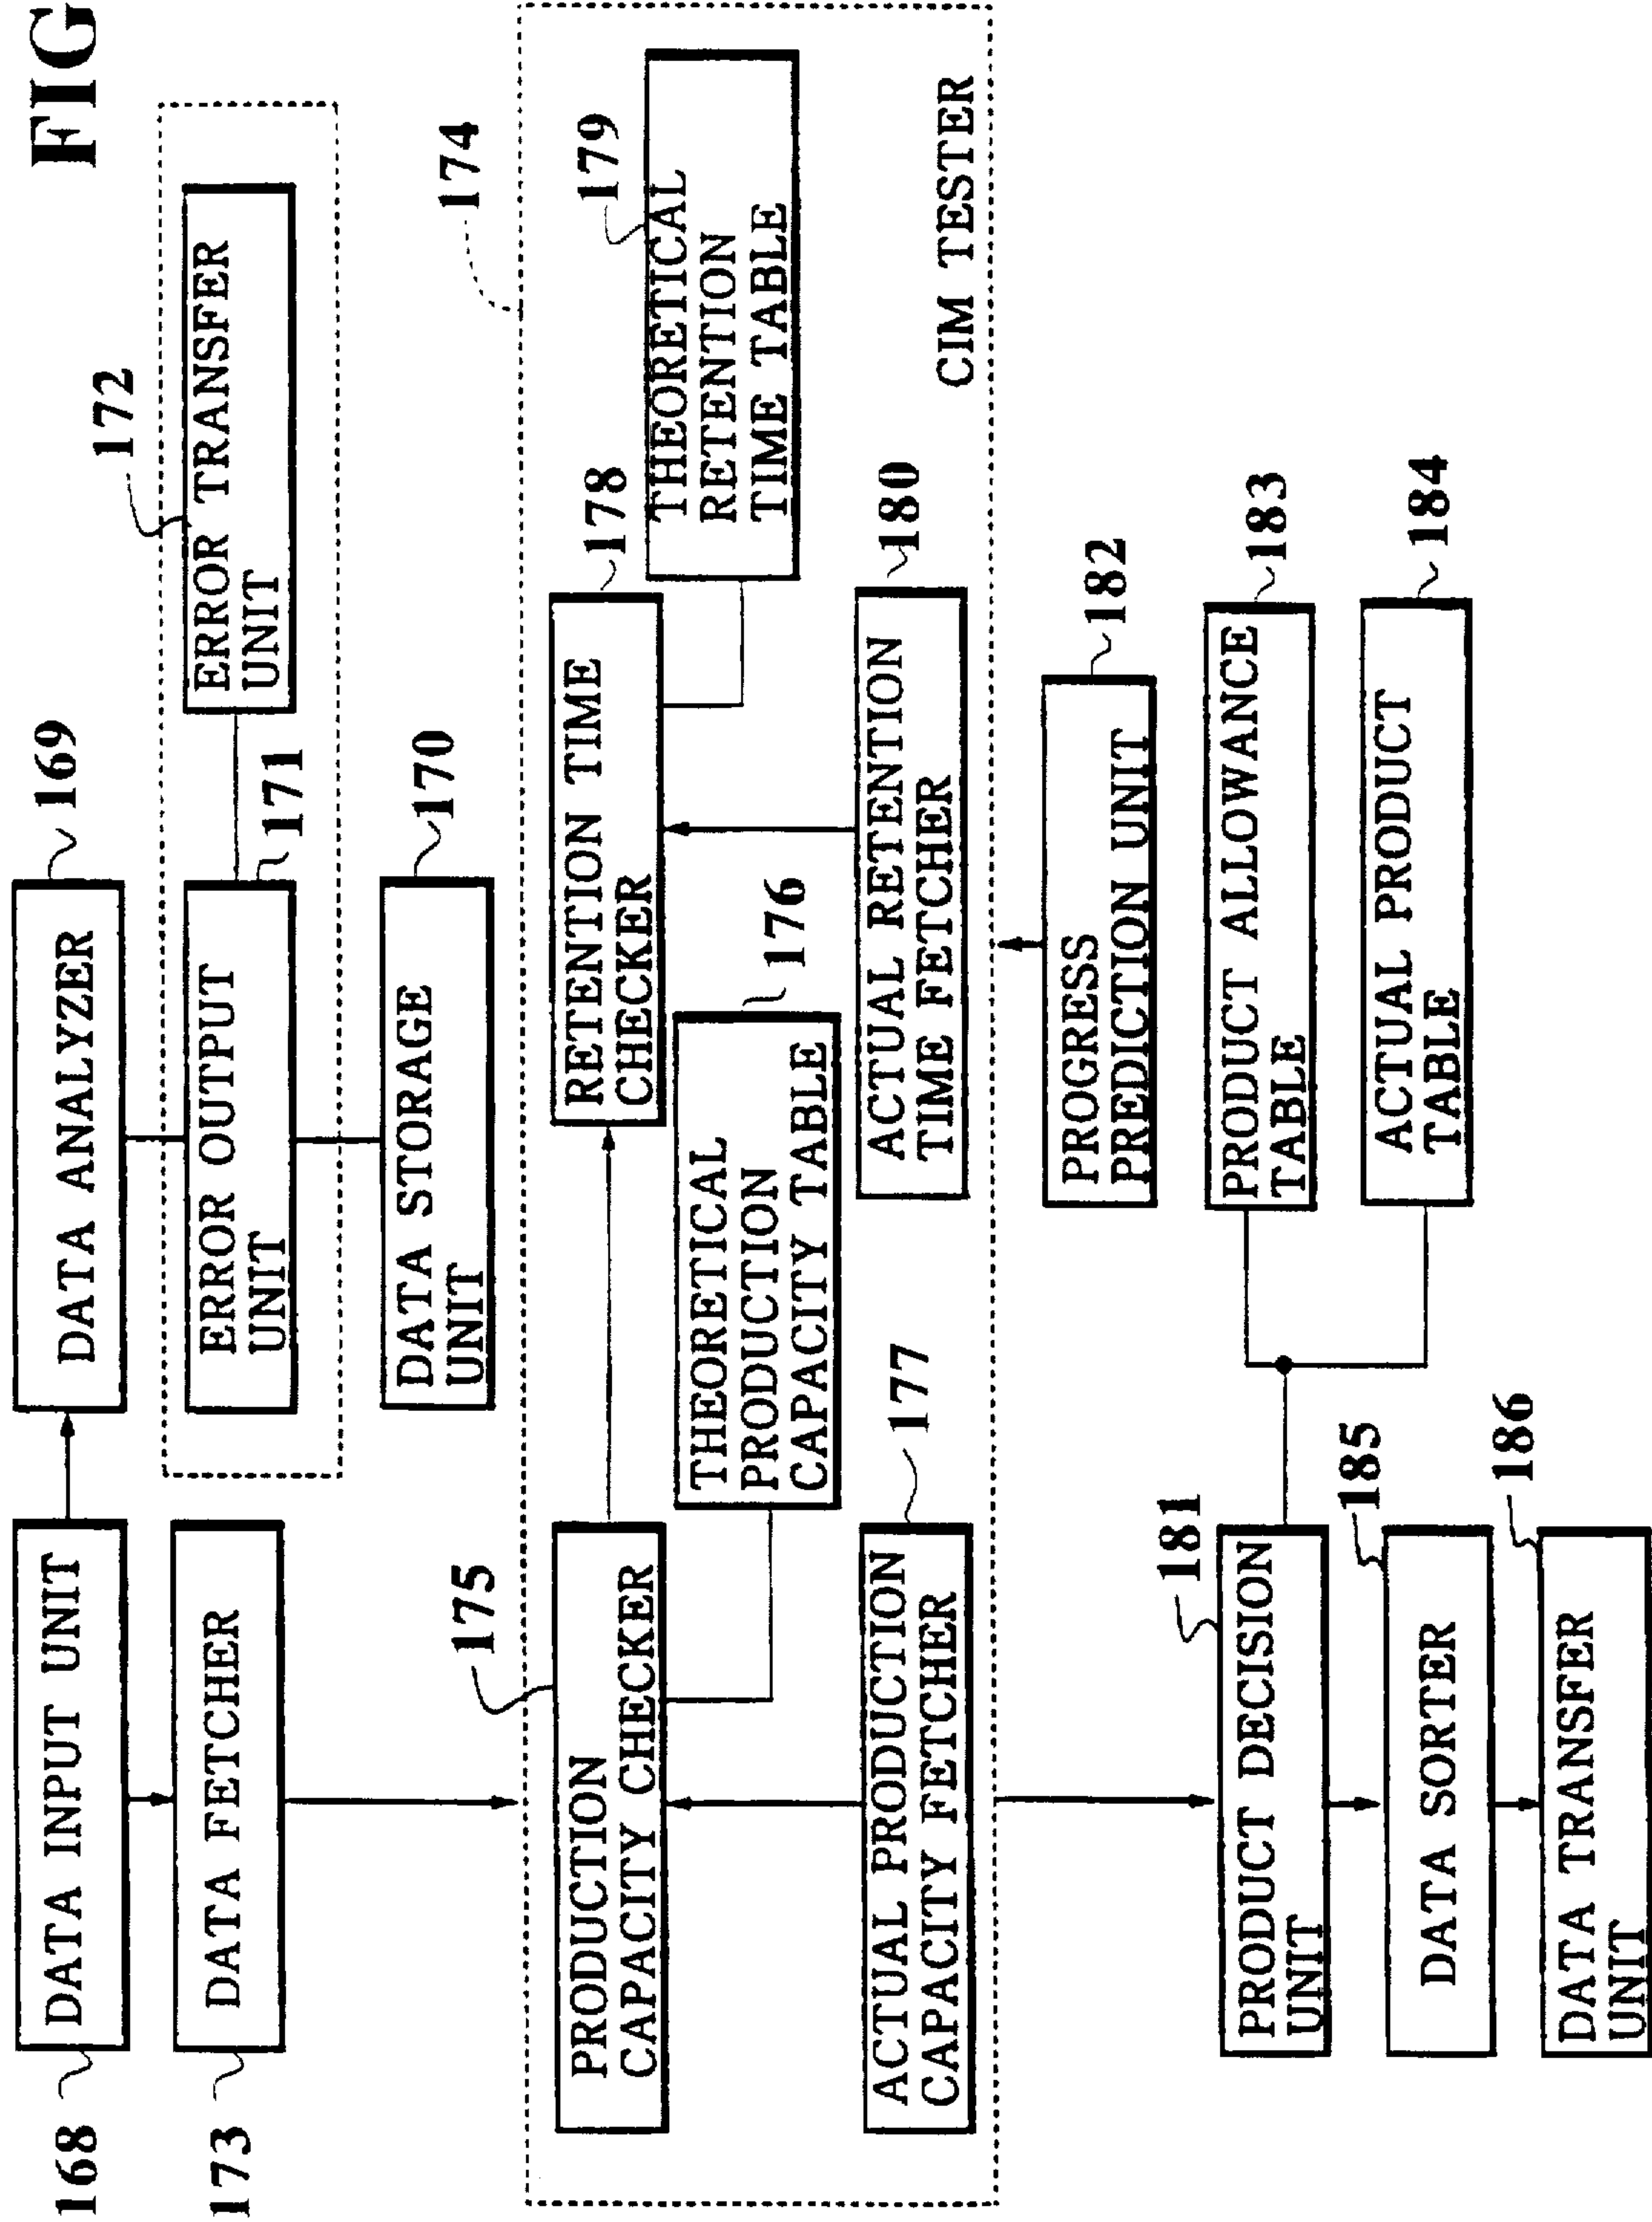 FIG
168
DATA INPUT UNIT
DATA ANALYZER
169
173
DATA FETCHER
ERROR OUTPUT
UNIT
171
172
ERROR TRANSFER
UNIT
DATA STORAGE
UNIT
170
174
175
PRODUCTION
CAPACITY CHECKER
RETENTION TIME
CHECKER
178
179
THEORETICAL
RETENTION
TIME TABLE
THEORETICAL
PRODUCTION
CAPACITY TABLE
176
ACTUAL PRODUCTION
CAPACITY FETCHER
177
ACTUAL RETENTION
TIME FETCHER
180
CIM TESTER
PROGRESS
PREDICTION UNIT
182
181
PRODUCT DECISION
UNIT
PRODUCT ALLOWANCE
TABLE
183
185
DATA SORTER
ACTUAL PRODUCT
TABLE
184
186
DATA TRANSFER
UNIT